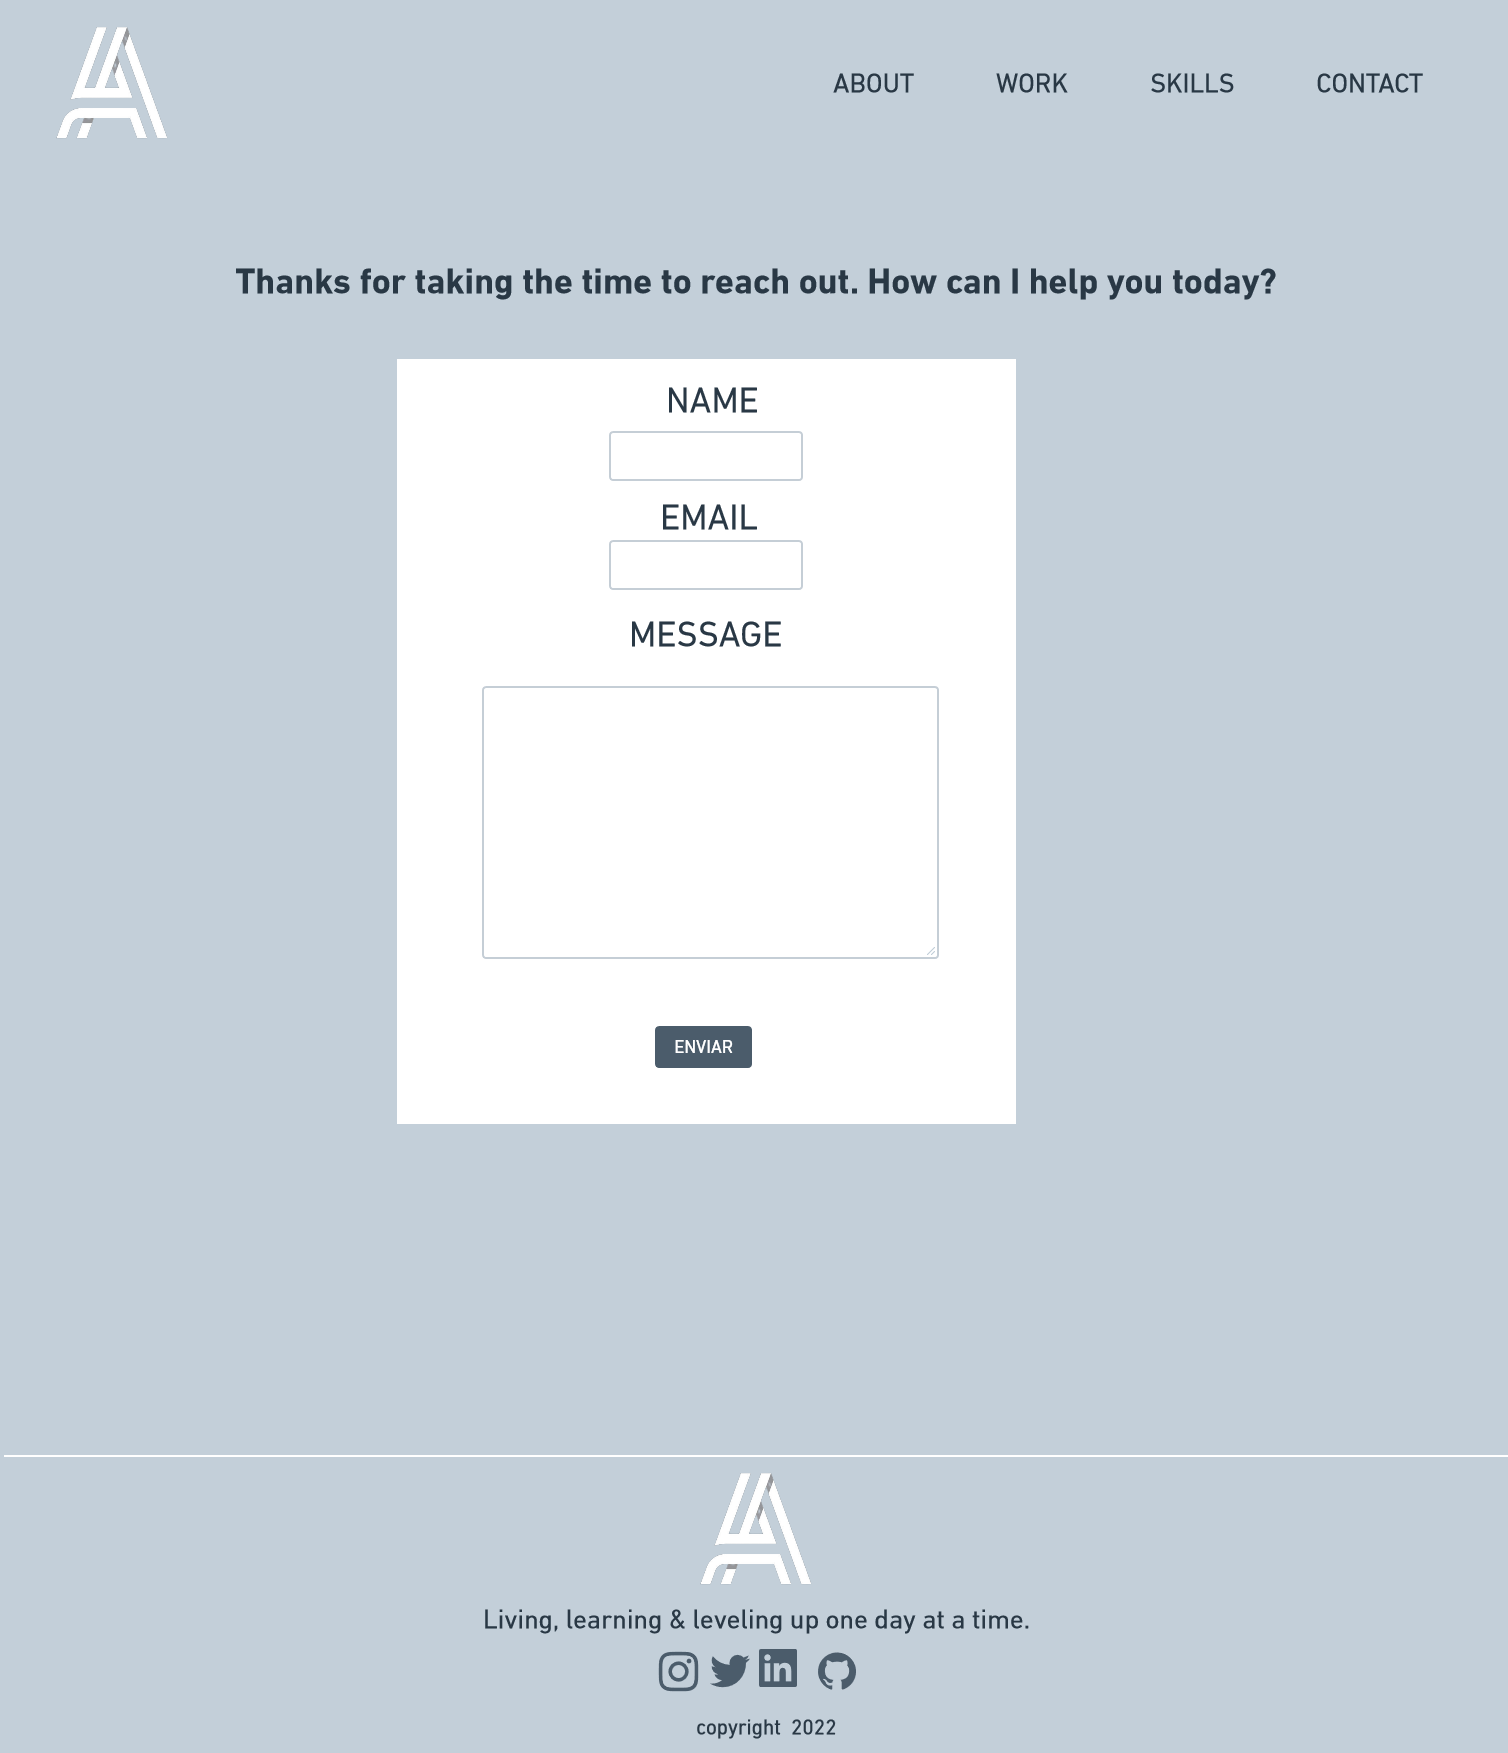 ABOUT WORK SKILLS CONTACT
Thanks for taking the time to reach out. How can I help you today?
NAME
EMAIL
MESSAGE
ENVIAR
Living, learning & leveling up one day at a time.
copyright 2022